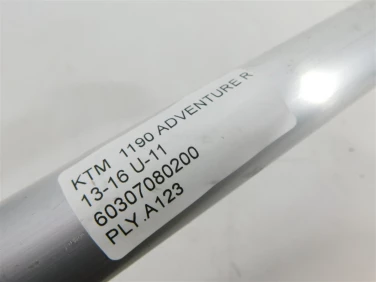 KTM 1190 ADVENTURE R
13-16 U-11
60307080200
PLY.A123